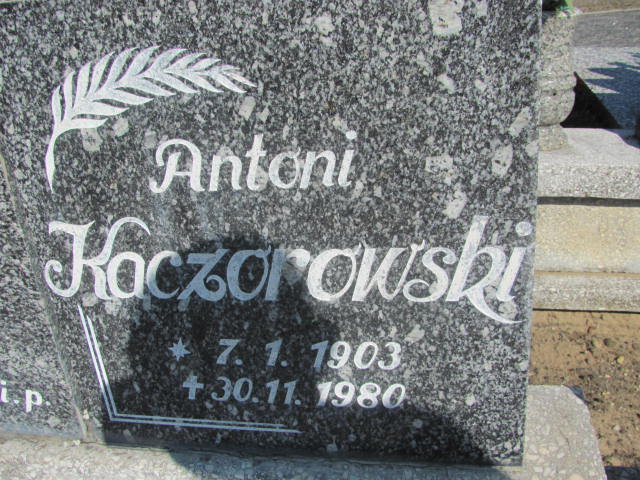 Antoni
Kaczorowski
* 7. 1. 1903
✝ 30. 11. 1980
i.p.